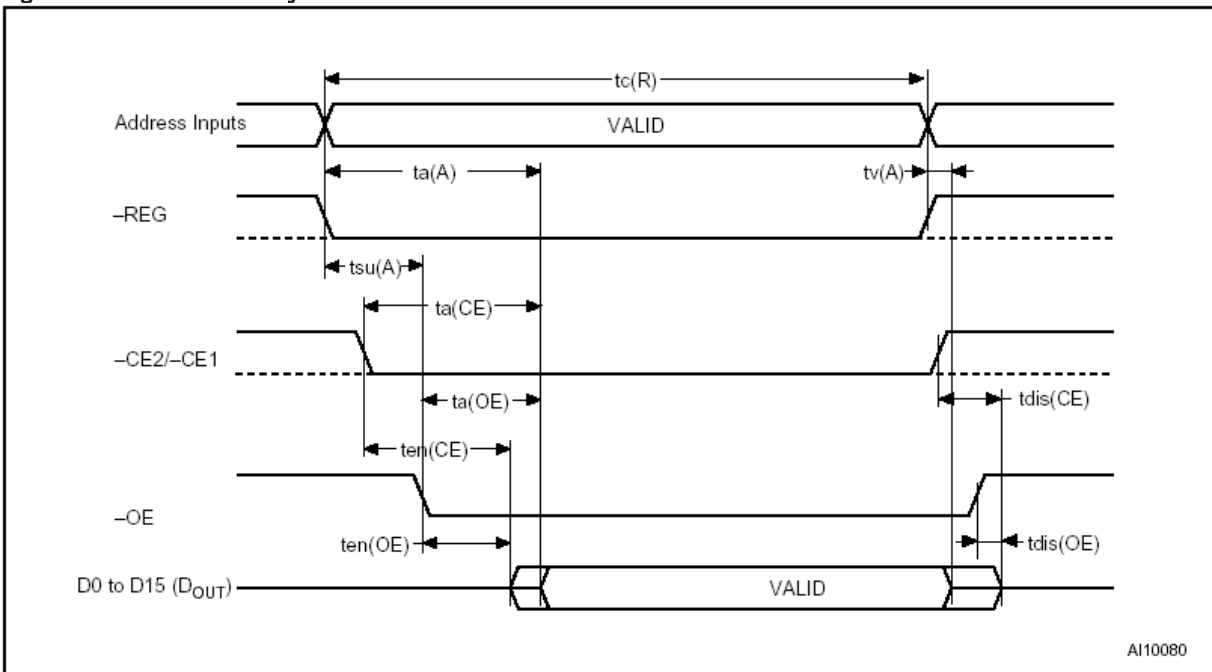 tc(R)
Address Inputs
VALID
ta(A)
tv(A)
–REG
tsu(A)
ta(CE)
–CE2/–CE1
ta(OE)
tdis(CE)
ten(CE)
–OE
ten(OE)
tdis(OE)
D0 to D15 (DOUT)
VALID
AI10080